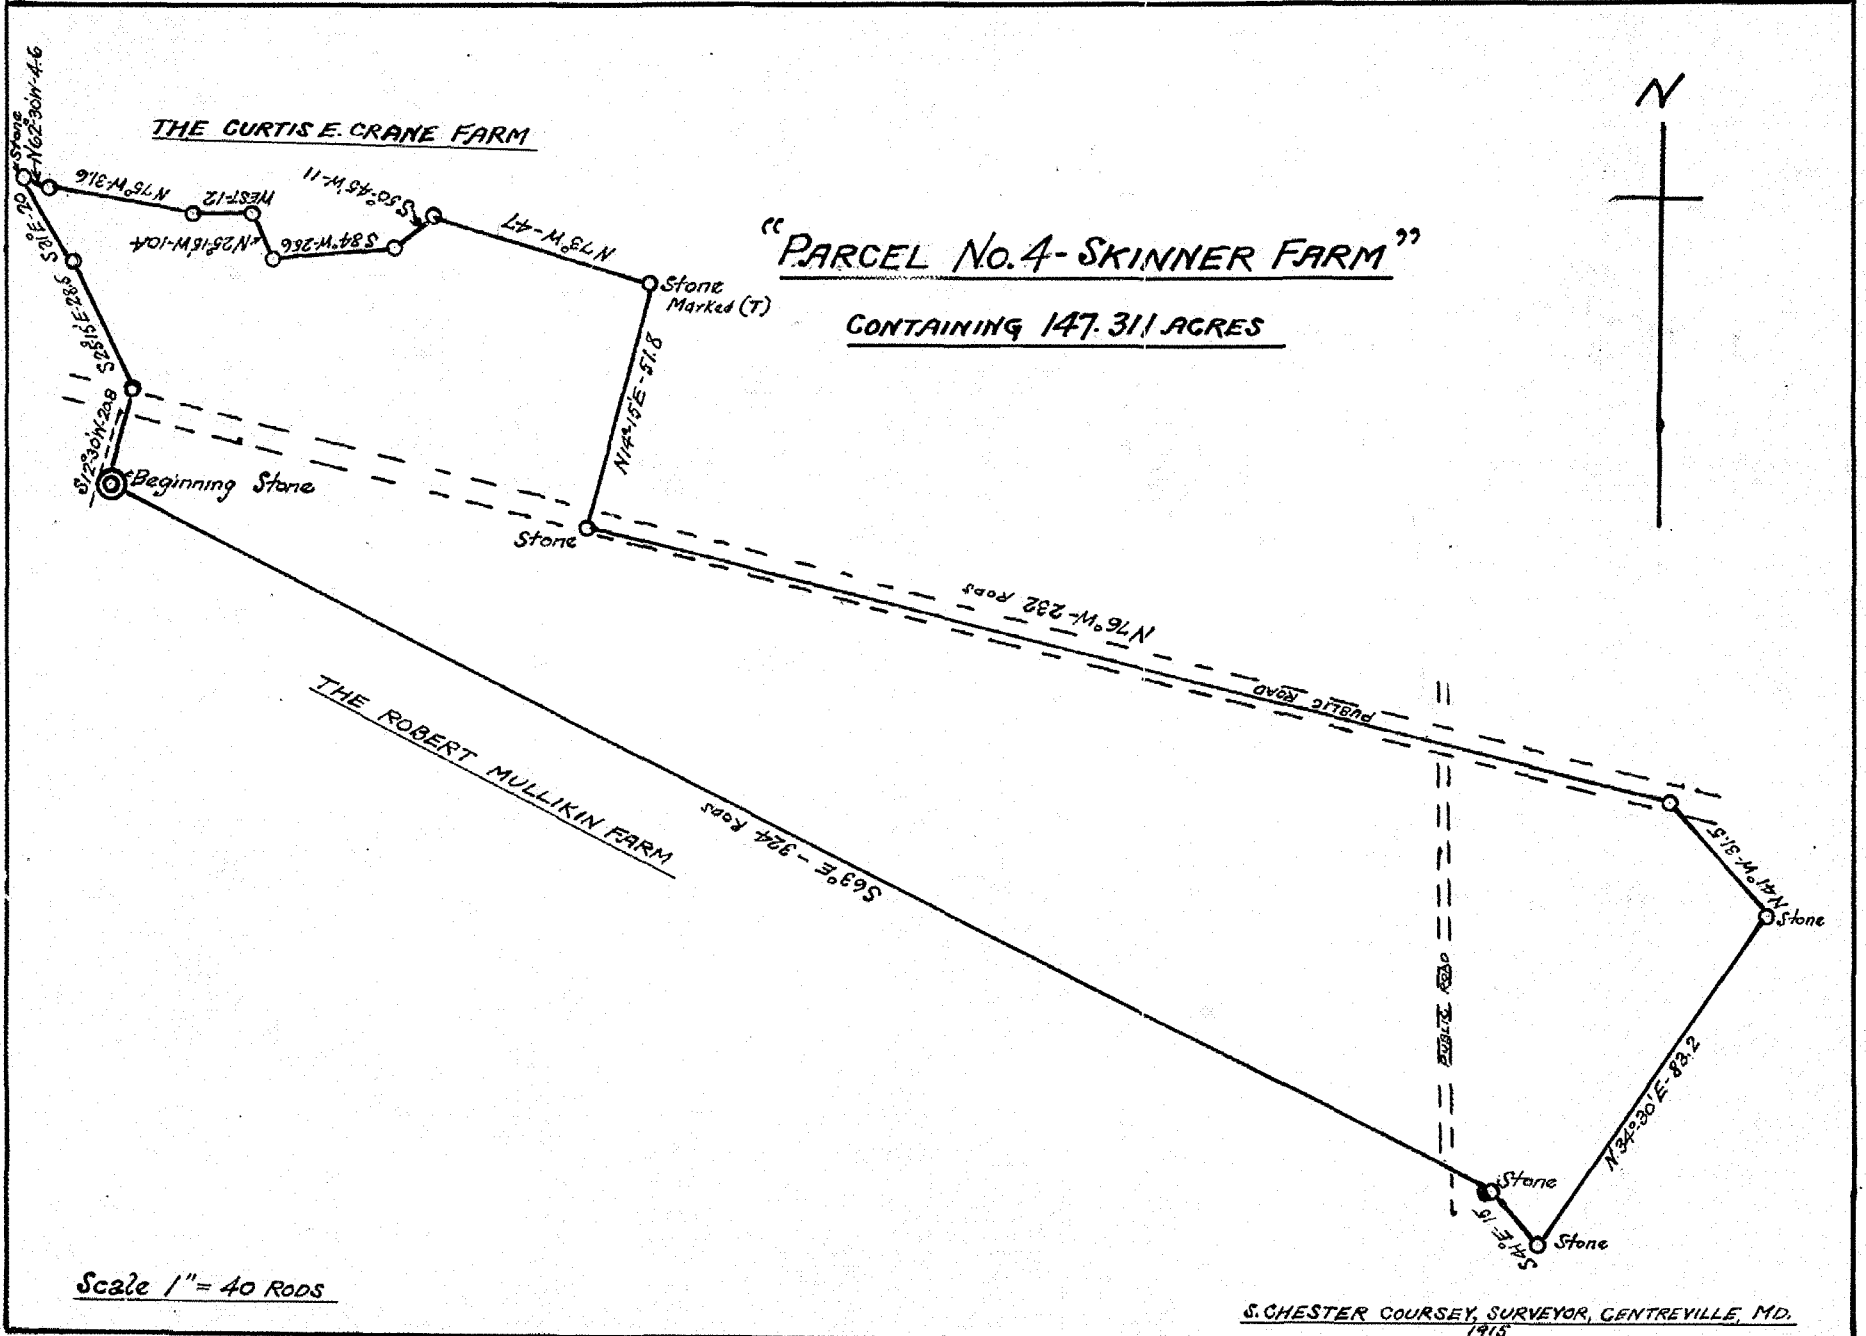 Stone
N62°30'W-4.6
THE CURTIS E. CRANE FARM
N
N75°W-31.6
WEST-12
N25°15'W-10.4
S84°W-25.6
S50°45'W-11
N73°W-47
"PARCEL No. 4 - SKINNER FARM"
CONTAINING 147.311 ACRES
Stone
Marked (T)
S31°E-20
S25°15'E-28.5
S12°30'W-20.8
Beginning Stone
N14°15'E-51.8
Stone
N76°W-232 RODS
PUBLIC ROAD
THE ROBERT MULLIKIN FARM
S63°E-324 RODS
N41°W-31.5
Stone
PUBLIC ROAD
N.34°30'E-83.2
Stone
S41°E-15
Stone
Scale 1"=40 RODS
S. CHESTER COURSEY, SURVEYOR, CENTREVILLE, MD.
1915